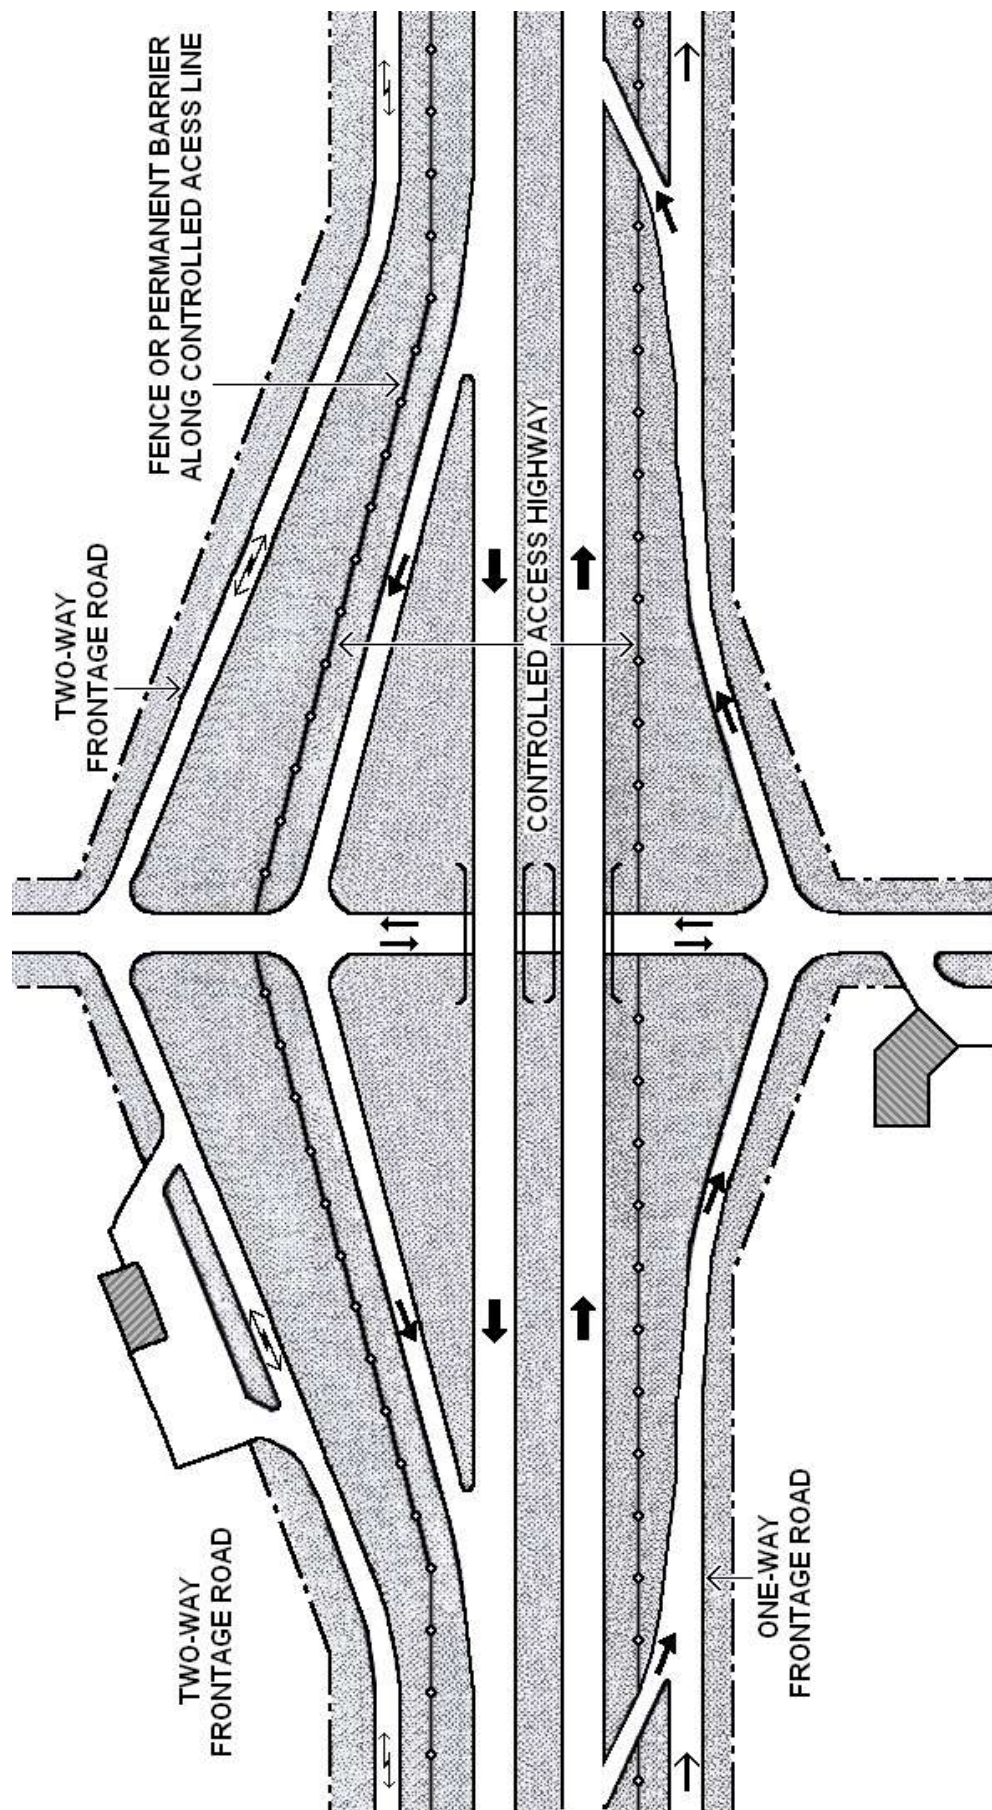 FENCE OR PERMANENT BARRIER
ALONG CONTROLLED ACESS LINE
TWO-WAY
FRONTAGE ROAD
CONTROLLED ACCESS HIGHWAY
TWO-WAY
FRONTAGE ROAD
ONE-WAY
FRONTAGE ROAD